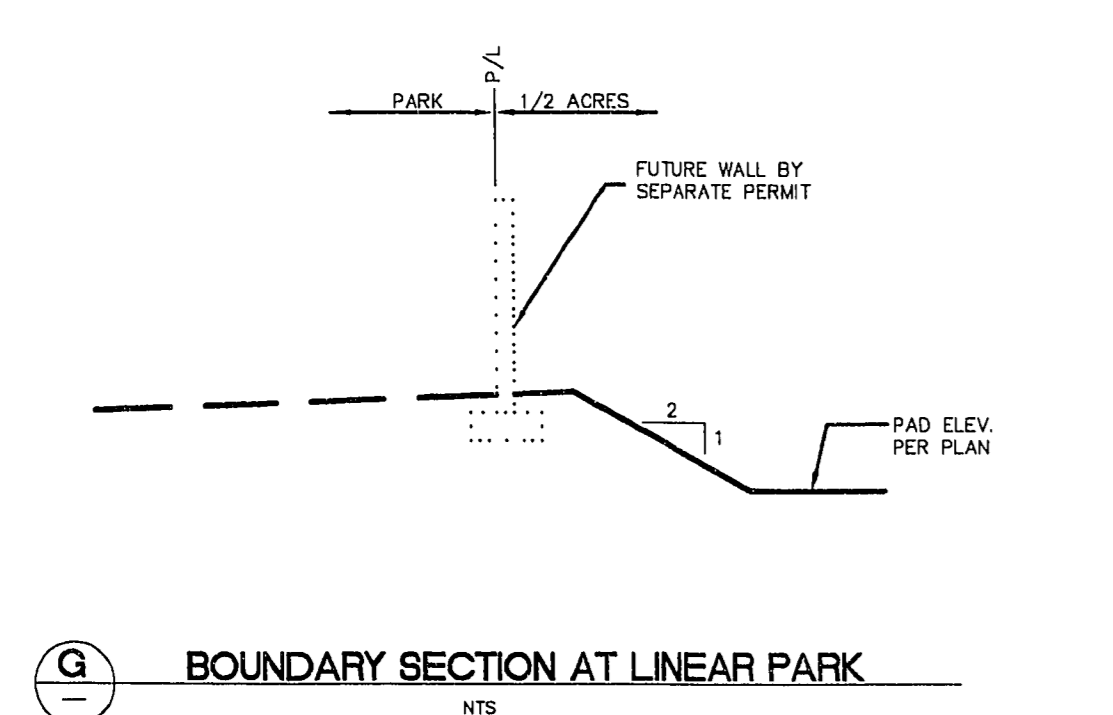 P/L
PARK
1/2 ACRES
FUTURE WALL BY
SEPARATE PERMIT
2
1
PAD ELEV.
PER PLAN
G
—
BOUNDARY SECTION AT LINEAR PARK
NTS